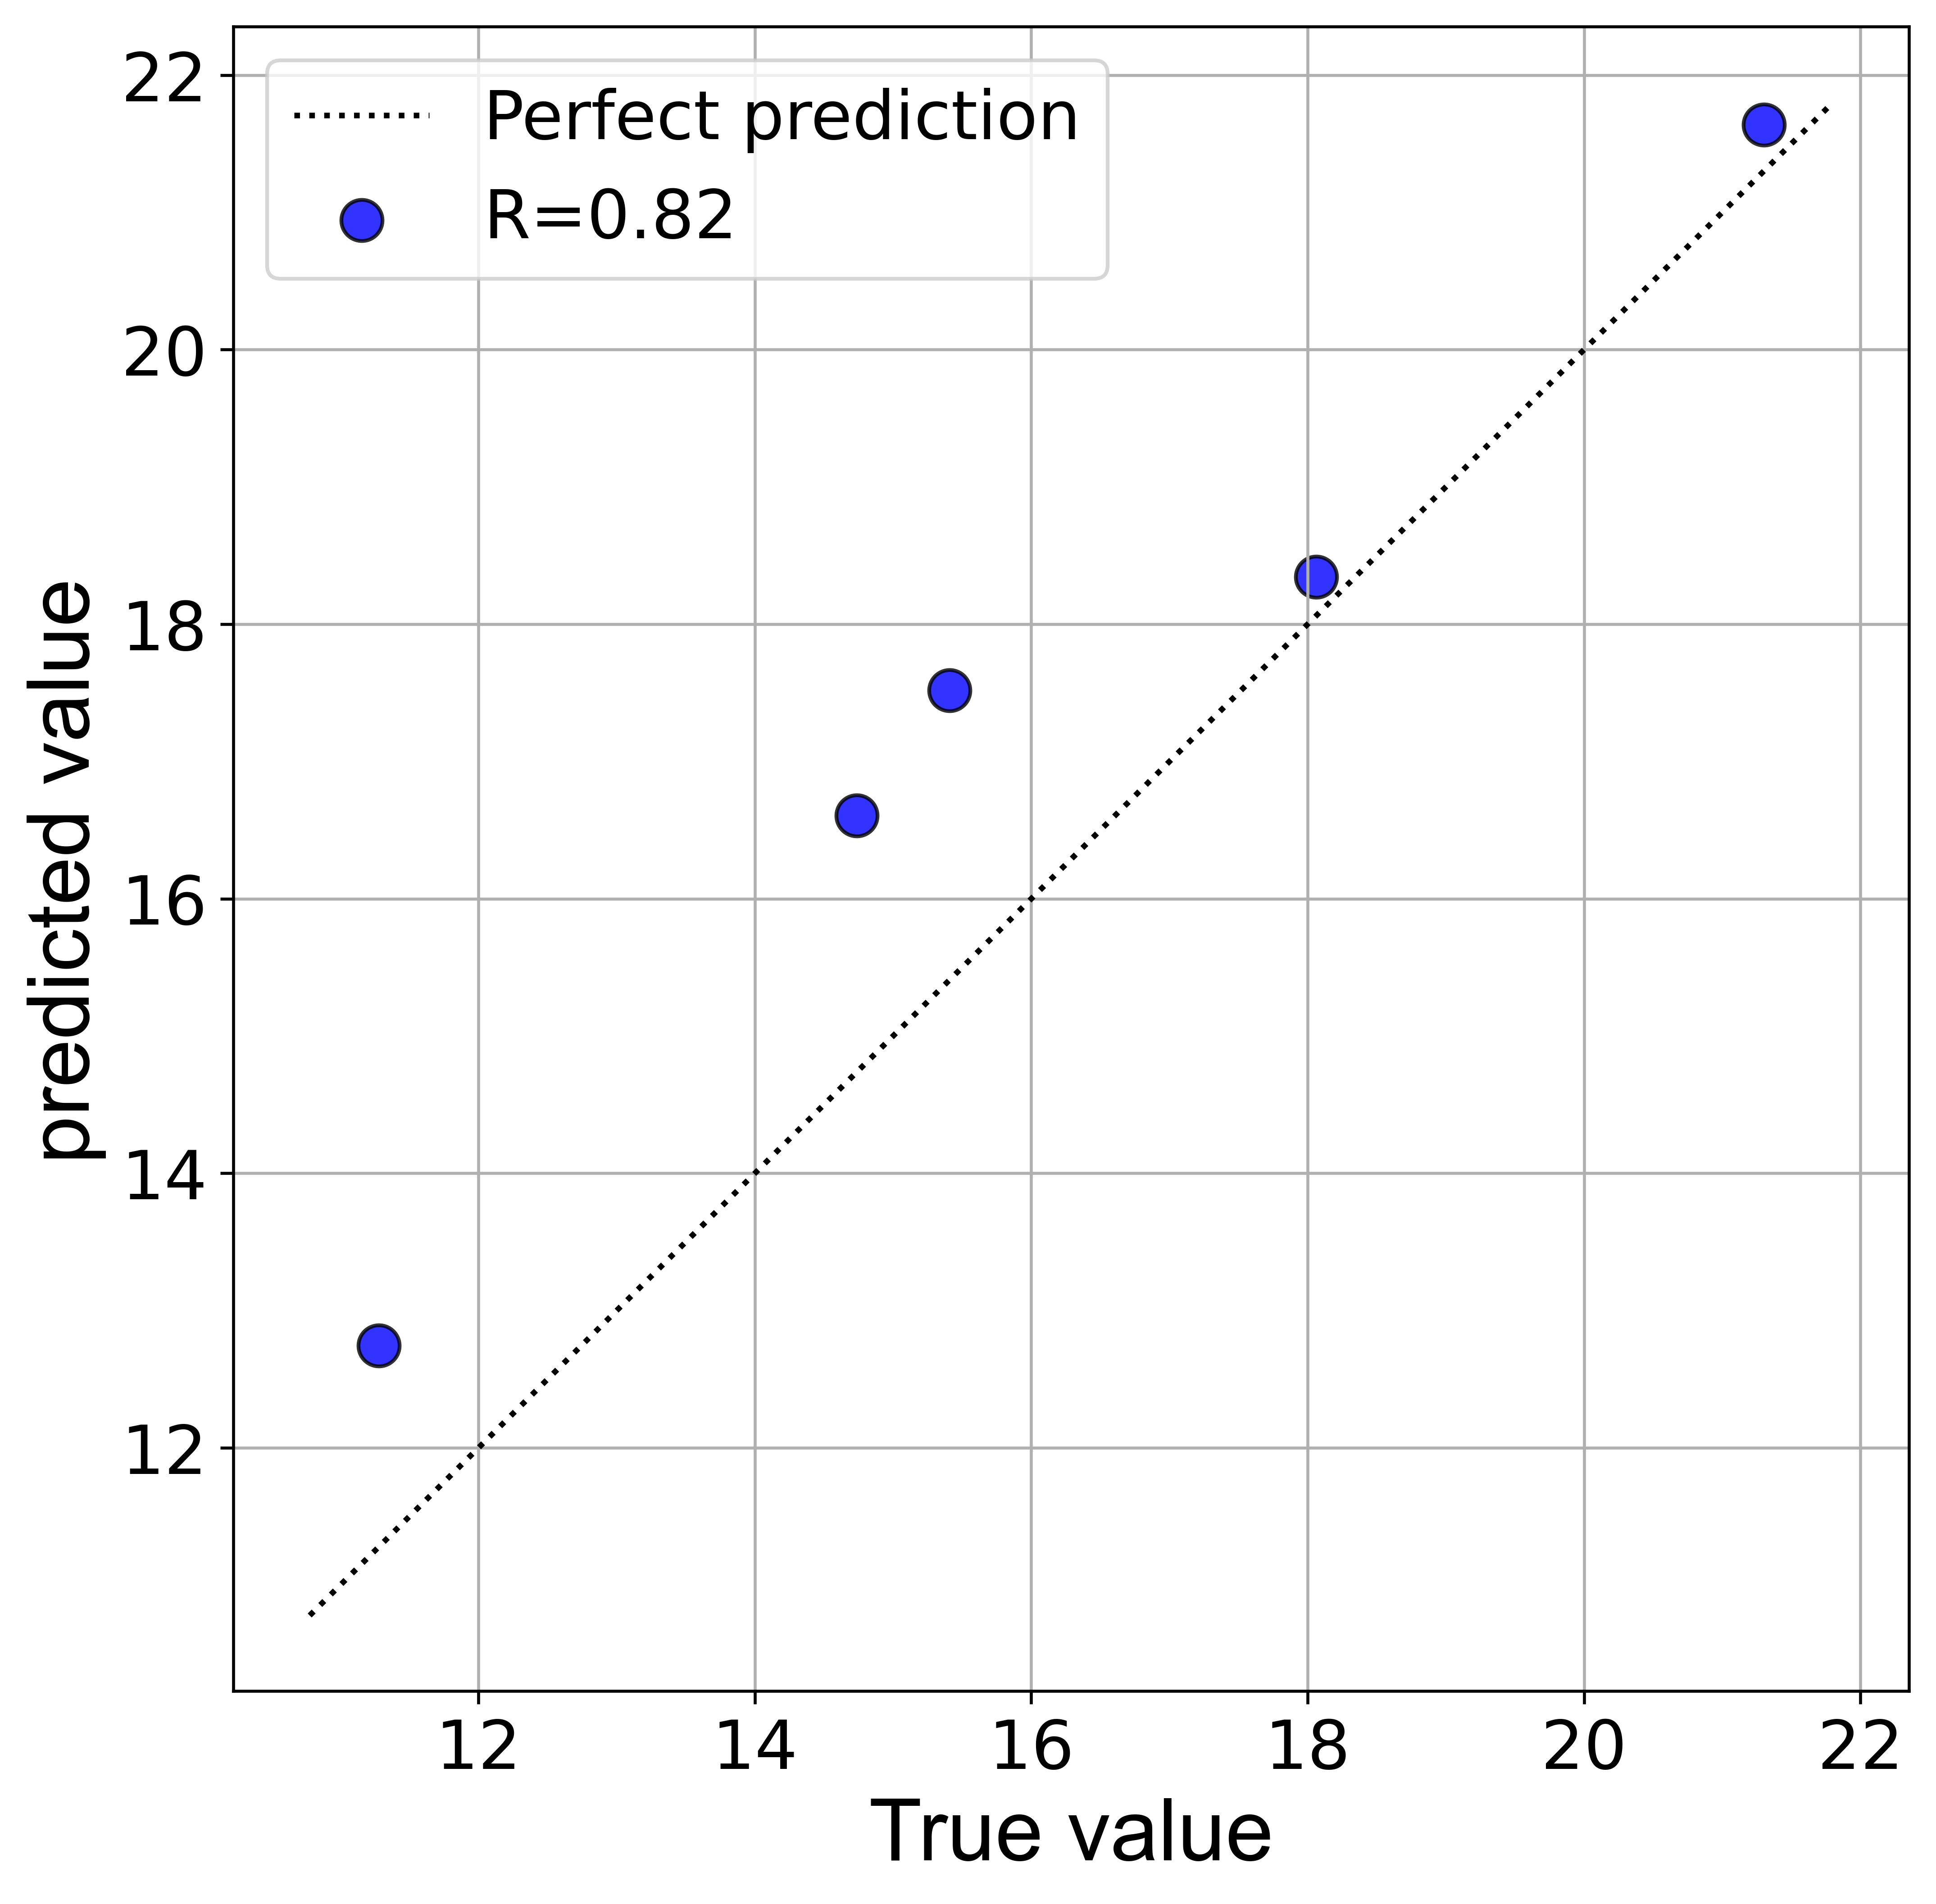 Perfect prediction
R=0.82
22
20
18
16
14
12
predicted value
12 14 16 18 20 22
True value